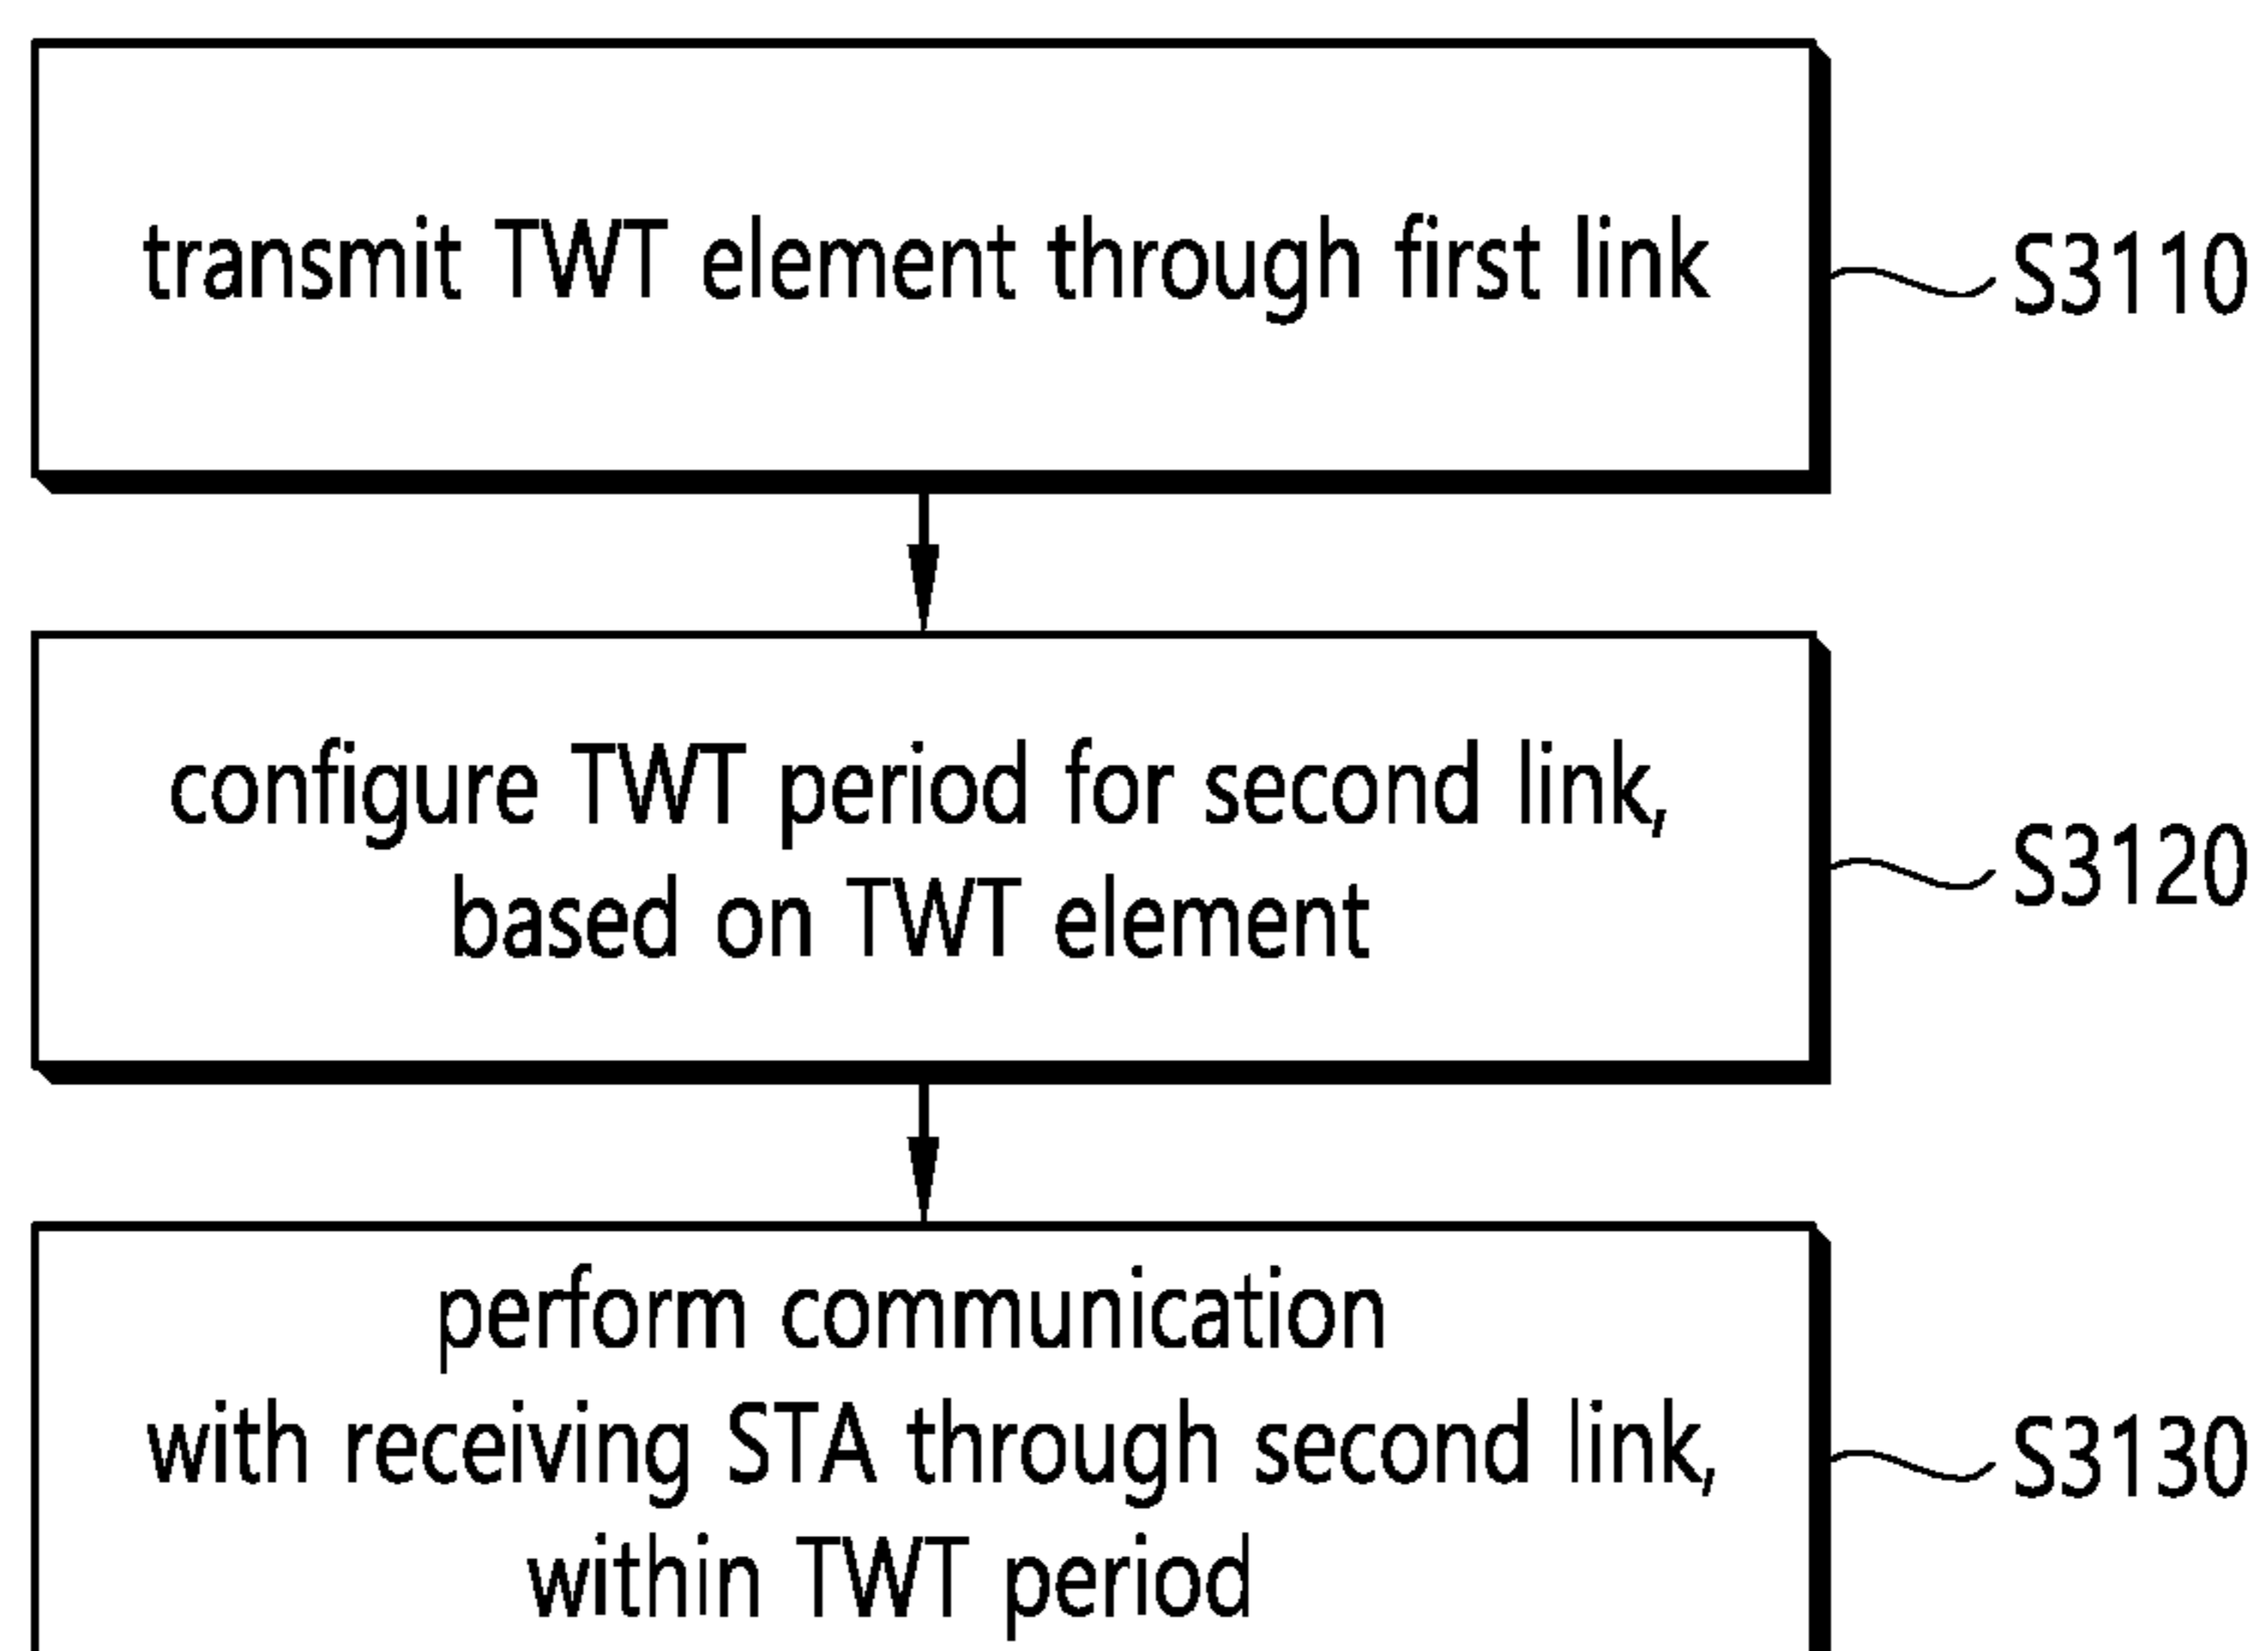 transmit TWT element through first link
S3110
configure TWT period for second link,
based on TWT element
S3120
perform communication
with receiving STA through second link,
within TWT period
S3130